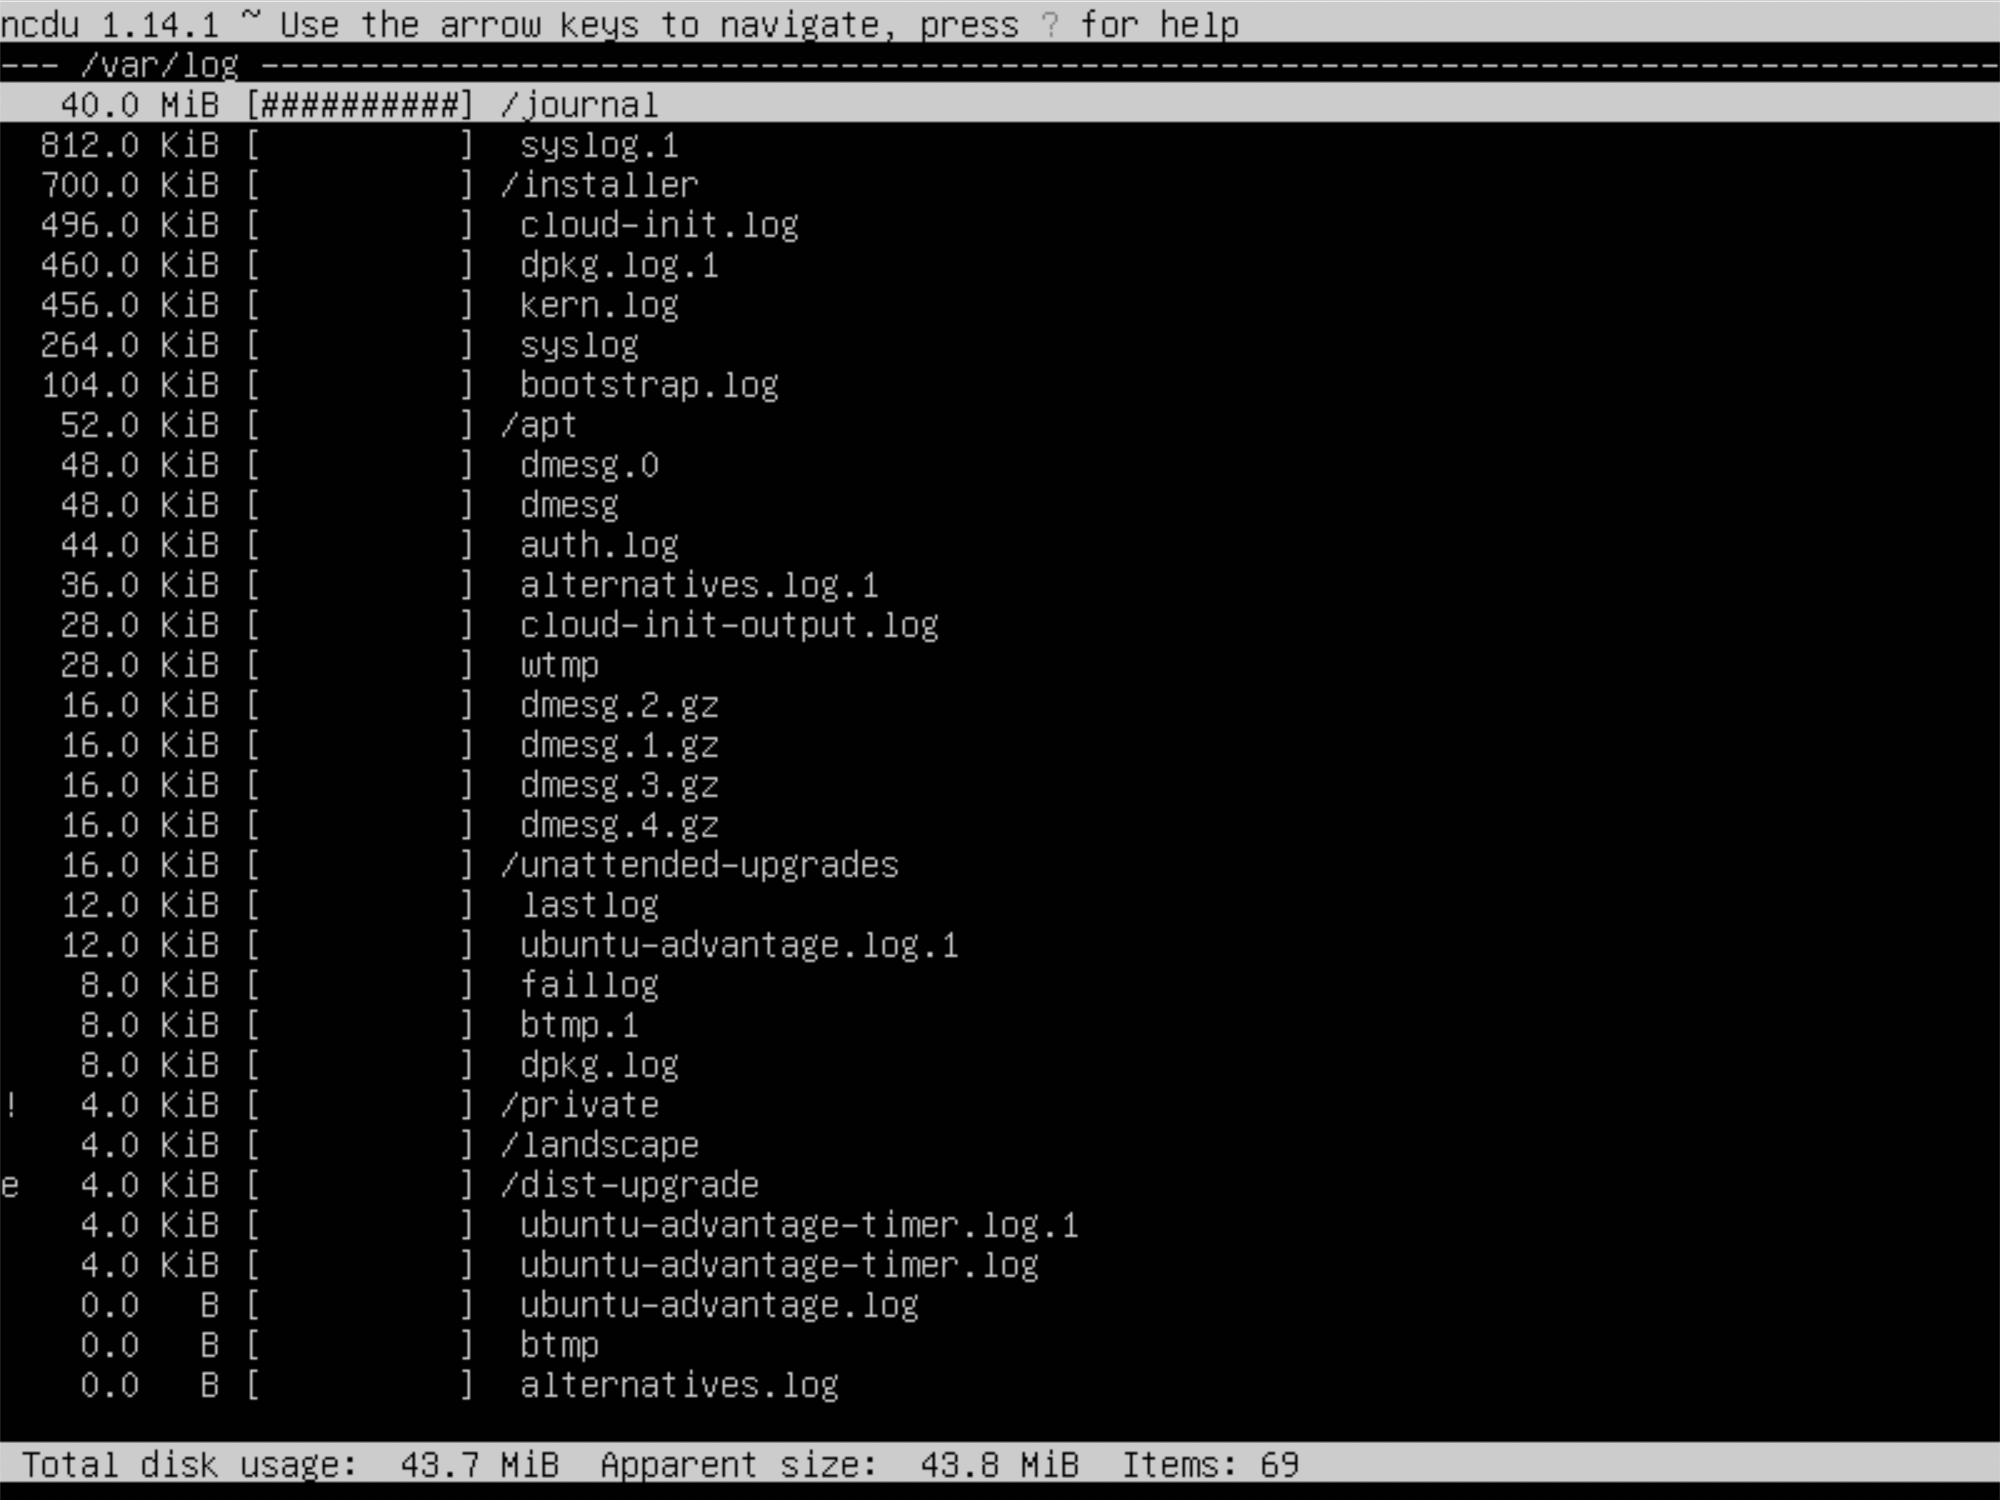 ncdu 1.14.1 ~ Use the arrow keys to navigate, press ? for help
--- /var/log ---------------------------------------------------------------------------------------
   40.0 MiB [##########] /journal
  812.0 KiB [          ]  syslog.1
  700.0 KiB [          ] /installer
  496.0 KiB [          ]  cloud-init.log
  460.0 KiB [          ]  dpkg.log.1
  456.0 KiB [          ]  kern.log
  264.0 KiB [          ]  syslog
  104.0 KiB [          ]  bootstrap.log
   52.0 KiB [          ] /apt
   48.0 KiB [          ]  dmesg.0
   48.0 KiB [          ]  dmesg
   44.0 KiB [          ]  auth.log
   36.0 KiB [          ]  alternatives.log.1
   28.0 KiB [          ]  cloud-init-output.log
   28.0 KiB [          ]  wtmp
   16.0 KiB [          ]  dmesg.2.gz
   16.0 KiB [          ]  dmesg.1.gz
   16.0 KiB [          ]  dmesg.3.gz
   16.0 KiB [          ]  dmesg.4.gz
   16.0 KiB [          ] /unattended-upgrades
   12.0 KiB [          ]  lastlog
   12.0 KiB [          ]  ubuntu-advantage.log.1
    8.0 KiB [          ]  faillog
    8.0 KiB [          ]  btmp.1
    8.0 KiB [          ]  dpkg.log
!   4.0 KiB [          ] /private
    4.0 KiB [          ] /landscape
e   4.0 KiB [          ] /dist-upgrade
    4.0 KiB [          ]  ubuntu-advantage-timer.log.1
    4.0 KiB [          ]  ubuntu-advantage-timer.log
    0.0   B [          ]  ubuntu-advantage.log
    0.0   B [          ]  btmp
    0.0   B [          ]  alternatives.log
 Total disk usage:  43.7 MiB  Apparent size:  43.8 MiB  Items: 69